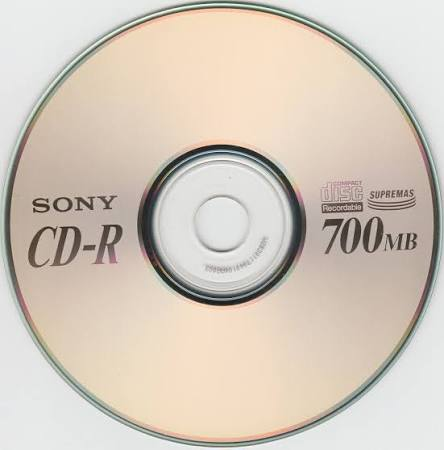 SONY
CD-R
COMPACT
disc
Recordable
SUPREMAS
700MB